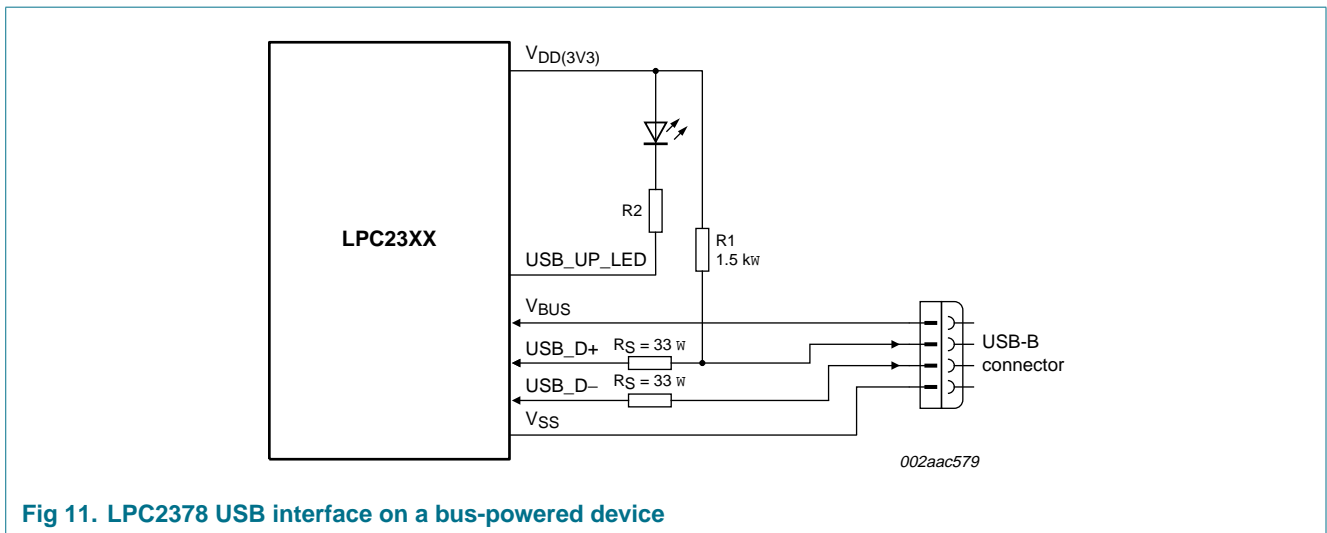 VDD(3V3)
R2
LPC23XX
R1
1.5 kW
USB_UP_LED
VBUS
USB_D+ RS = 33 W
USB-B
connector
USB_D− RS = 33 W
VSS
002aac579
Fig 11. LPC2378 USB interface on a bus-powered device